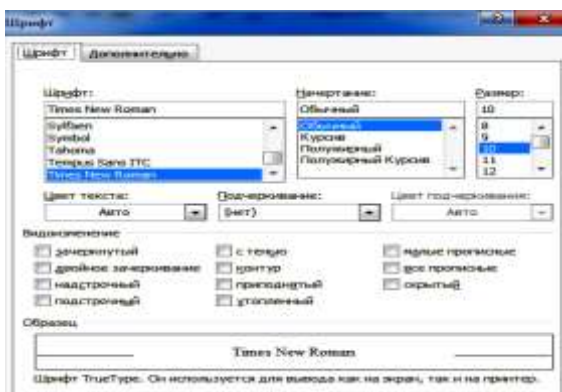 Шрифт
Шрифт Дополнительно
Шрифт: Начертание: Размер:
Times New Roman Обычный 10
Sylfaen Обычный 8
Symbol Курсив 9
Tahoma Полужирный 10
Tempus Sans ITC Полужирный Курсив 11
Times New Roman 12
Цвет текста: Подчеркивание: Цвет подчеркивания:
Авто (нет) Авто
Видоизменение
зачеркнутый с тенью малые прописные
двойное зачеркивание контур все прописные
надстрочный приподнятый скрытый
подстрочный утопленный
Образец
Times New Roman
Шрифт TrueType. Он используется для вывода как на экран, так и на принтер.